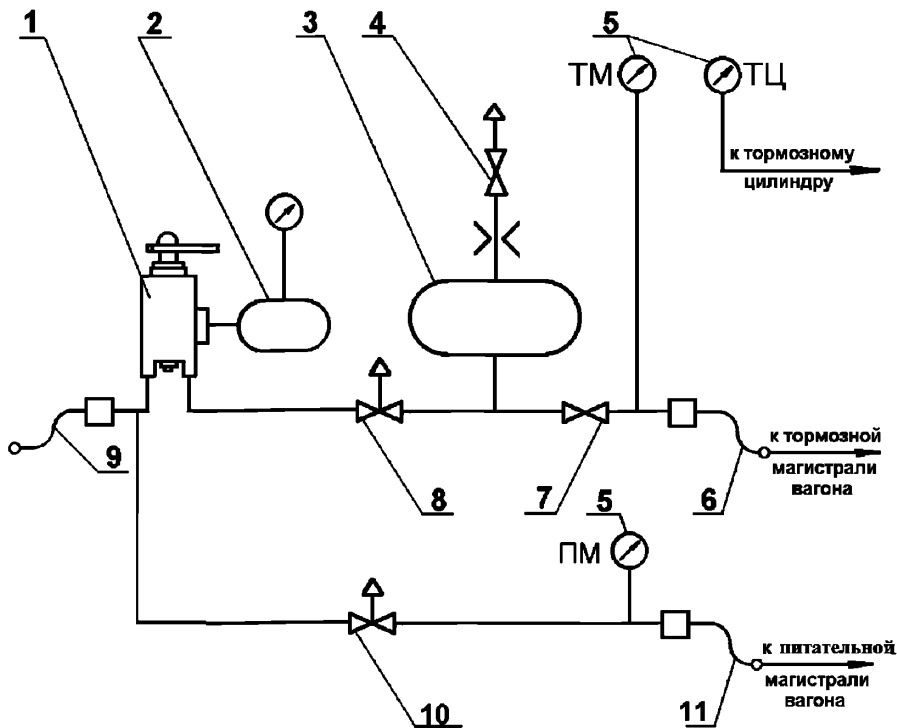 1
2
3
4
5
ТМ
ТЦ
к тормозному
цилиндру
9
8
7
6
к тормозной
магистрали
вагона
5
ПМ
10
11
к питательной
магистрали
вагона